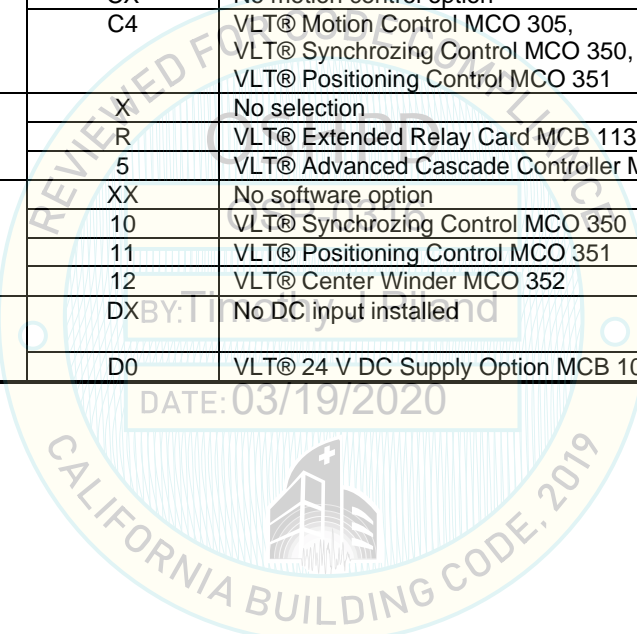 No motion control option
C4 VLT® Motion Control MCO 305,
VLT® Synchrozing Control MCO 350,
VLT® Positioning Control MCO 351
X No selection
R VLT® Extended Relay Card MCB 113
5 VLT® Advanced Cascade Controller
XX No software option
10 VLT® Synchrozing Control MCO 350
11 VLT® Positioning Control MCO 351
12 VLT® Center Winder MCO 352
DX No DC input installed
D0 VLT® 24 V DC Supply Option MCB
REVIEWED FOR CODE COMPLIANCE
OSHPD
OSP-0316
BY: Timothy J Piland
DATE: 03/19/2020
CALIFORNIA BUILDING CODE, 2019